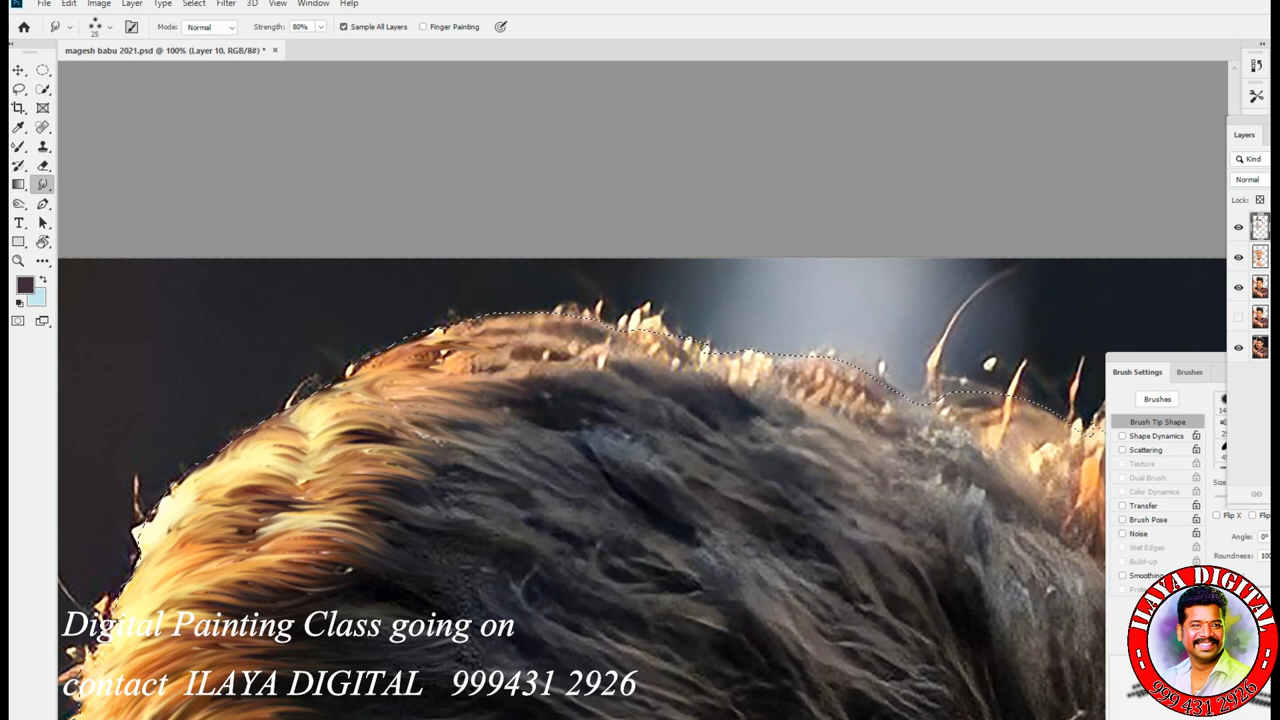 File Edit Image Layer Type Select Filter 3D View Window Help
25 Mode: Normal Strength: 80% Sample All Layers Finger Painting
magesh babu 2021.psd @ 100% (Layer 10, RGB/8#) *
Layers
Kind
Normal
Lock:
Brush Settings Brushes
Brushes
Brush Tip Shape
Shape Dynamics
Scattering
Texture
Dual Brush
Color Dynamics
Transfer
Brush Pose
Noise
Wet Edges
Build-up
Smoothing
Flip X
Angle: 0°
Roundness: 100
Digital Painting Class going on
contact ILAYA DIGITAL 999431 2926
ILAYA DIGITAL
999 431 2926